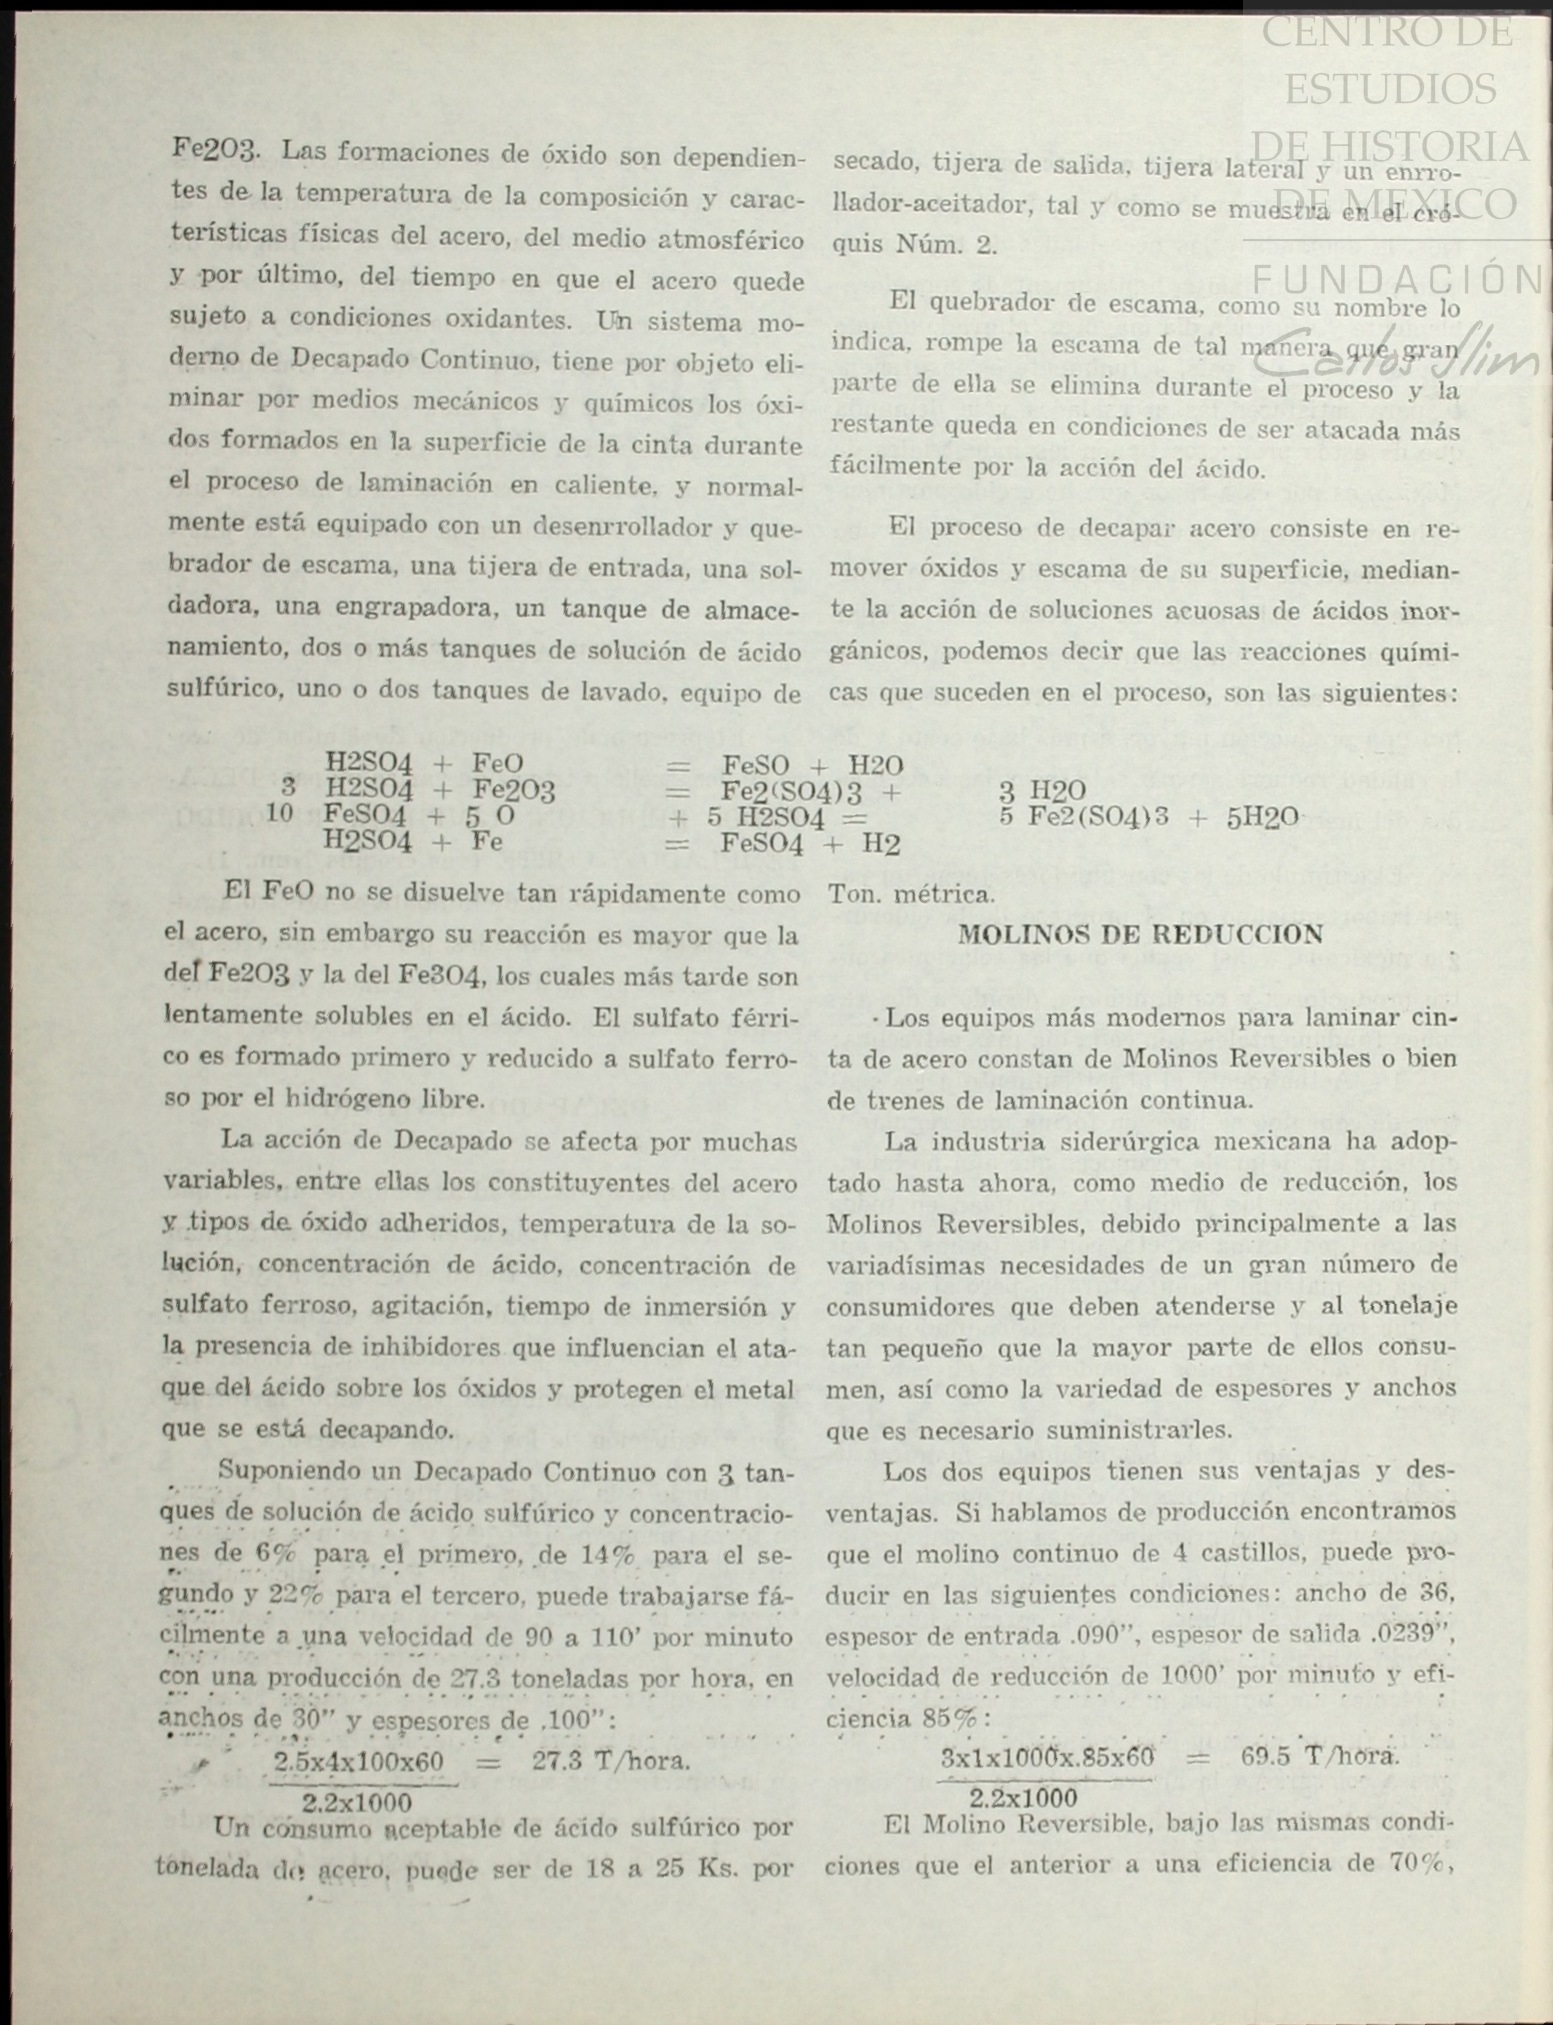 CENTRO DE
ESTUDIOS
DE HISTORIA
DE MEXICO
FUNDACIÓN
Carlos Slim
Fe2O3. Las formaciones de óxido son dependien-
tes de la temperatura de la composición y carac-
terísticas físicas del acero, del medio atmosférico
y por último, del tiempo en que el acero quede
sujeto a condiciones oxidantes. Un sistema mo-
derno de Decapado Continuo, tiene por objeto eli-
minar por medios mecánicos y químicos los óxi-
dos formados en la superficie de la cinta durante
el proceso de laminación en caliente, y normal-
mente está equipado con un desenrrollador y que-
brador de escama, una tijera de entrada, una sol-
dadora, una engrapadora, un tanque de almace-
namiento, dos o más tanques de solución de ácido
sulfúrico, uno o dos tanques de lavado, equipo de
secado, tijera de salida, tijera lateral y un enrro-
llador-aceitador, tal y como se muestra en el cró-
quis Núm. 2.
El quebrador de escama, como su nombre lo
indica, rompe la escama de tal manera que gran
parte de ella se elimina durante el proceso y la
restante queda en condiciones de ser atacada más
fácilmente por la acción del ácido.
El proceso de decapar acero consiste en re-
mover óxidos y escama de su superficie, median-
te la acción de soluciones acuosas de ácidos inor-
gánicos, podemos decir que las reacciones quími-
cas que suceden en el proceso, son las siguientes:
H2SO4 + FeO = FeSO + H2O
3 H2SO4 + Fe2O3 = Fe2(SO4)3 + 3 H2O
10 FeSO4 + 5 O + 5 H2SO4 = 5 Fe2(SO4)3 + 5H2O
H2SO4 + Fe = FeSO4 + H2
El FeO no se disuelve tan rápidamente como
el acero, sin embargo su reacción es mayor que la
del Fe2O3 y la del Fe3O4, los cuales más tarde son
lentamente solubles en el ácido. El sulfato férri-
co es formado primero y reducido a sulfato ferro-
so por el hidrógeno libre.
La acción de Decapado se afecta por muchas
variables, entre ellas los constituyentes del acero
y tipos de óxido adheridos, temperatura de la so-
lución, concentración de ácido, concentración de
sulfato ferroso, agitación, tiempo de inmersión y
la presencia de inhibidores que influencian el ata-
que del ácido sobre los óxidos y protegen el metal
que se está decapando.
Suponiendo un Decapado Continuo con 3 tan-
ques de solución de ácido sulfúrico y concentracio-
nes de 6% para el primero, de 14% para el se-
gundo y 22% para el tercero, puede trabajarse fá-
cilmente a una velocidad de 90 a 110' por minuto
con una producción de 27.3 toneladas por hora, en
anchos de 30" y espesores de .100":
2.5x4x100x60 = 27.3 T/hora.
2.2x1000
Un consumo aceptable de ácido sulfúrico por
tonelada de acero, puede ser de 18 a 25 Ks. por
Ton. métrica.
MOLINOS DE REDUCCION
Los equipos más modernos para laminar cin-
ta de acero constan de Molinos Reversibles o bien
de trenes de laminación continua.
La industria siderúrgica mexicana ha adop-
tado hasta ahora, como medio de reducción, los
Molinos Reversibles, debido principalmente a las
variadísimas necesidades de un gran número de
consumidores que deben atenderse y al tonelaje
tan pequeño que la mayor parte de ellos consu-
men, así como la variedad de espesores y anchos
que es necesario suministrarles.
Los dos equipos tienen sus ventajas y des-
ventajas. Si hablamos de producción encontramos
que el molino continuo de 4 castillos, puede pro-
ducir en las siguientes condiciones: ancho de 36,
espesor de entrada .090", espesor de salida .0239",
velocidad de reducción de 1000' por minuto y efi-
ciencia 85%:
3x1x1000x.85x60 = 69.5 T/hora.
2.2x1000
El Molino Reversible, bajo las mismas condi-
ciones que el anterior a una eficiencia de 70%,